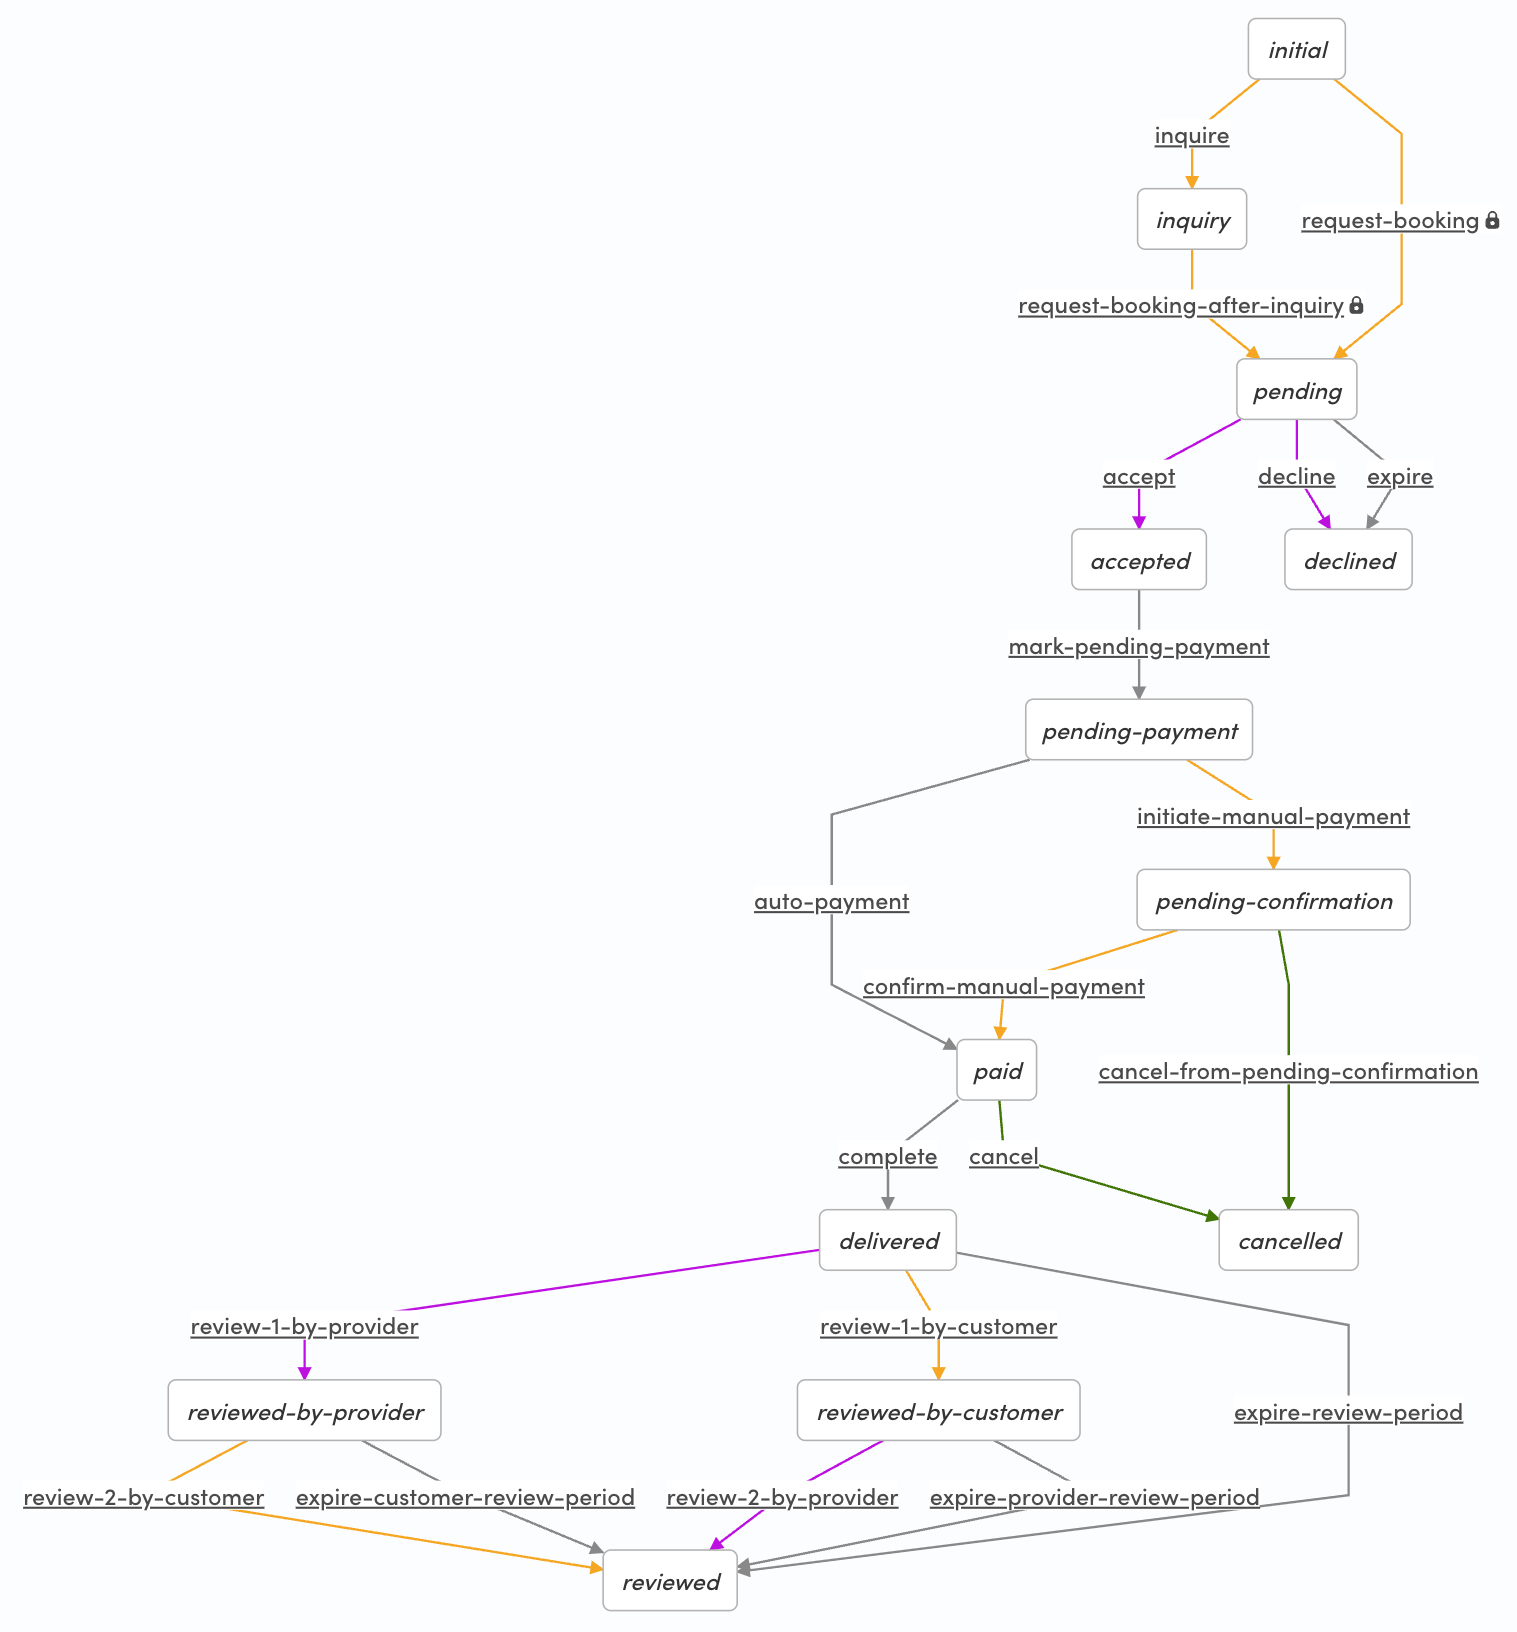 initial
inquire
inquiry
request-booking
request-booking-after-inquiry
pending
accept
decline
expire
accepted
declined
mark-pending-payment
pending-payment
initiate-manual-payment
auto-payment
pending-confirmation
confirm-manual-payment
paid
cancel-from-pending-confirmation
complete
cancel
delivered
cancelled
review-1-by-provider
review-1-by-customer
reviewed-by-provider
reviewed-by-customer
expire-review-period
review-2-by-customer
expire-customer-review-period
review-2-by-provider
expire-provider-review-period
reviewed